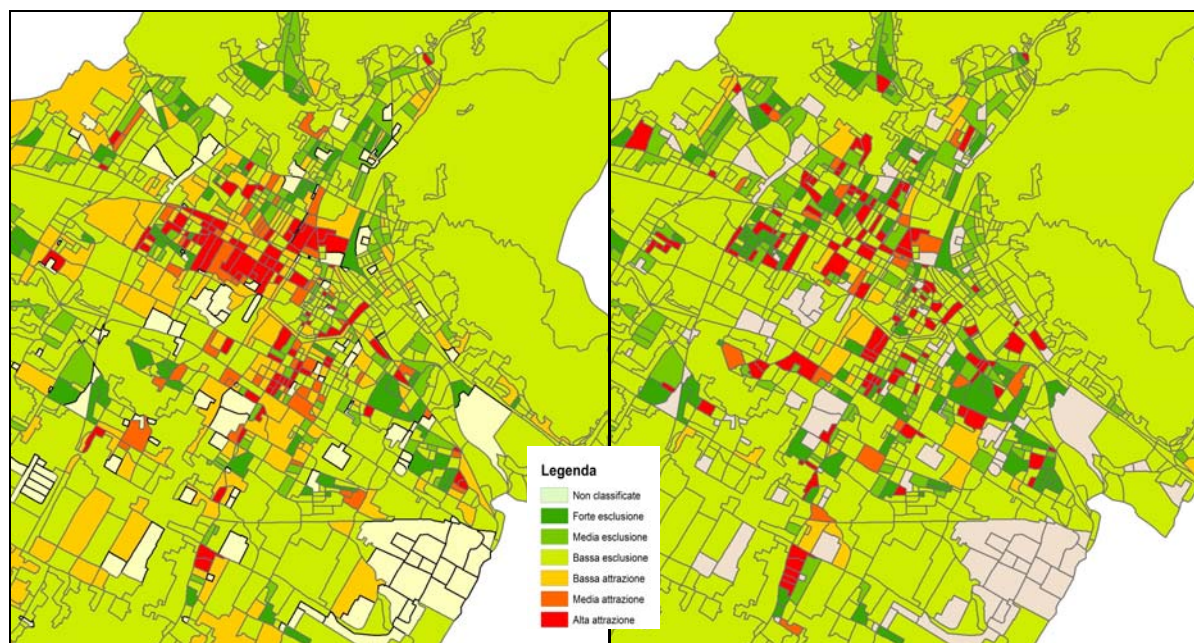 Legenda
Non classificate
Forte esclusione
Media esclusione
Bassa esclusione
Bassa attrazione
Media attrazione
Alta attrazione